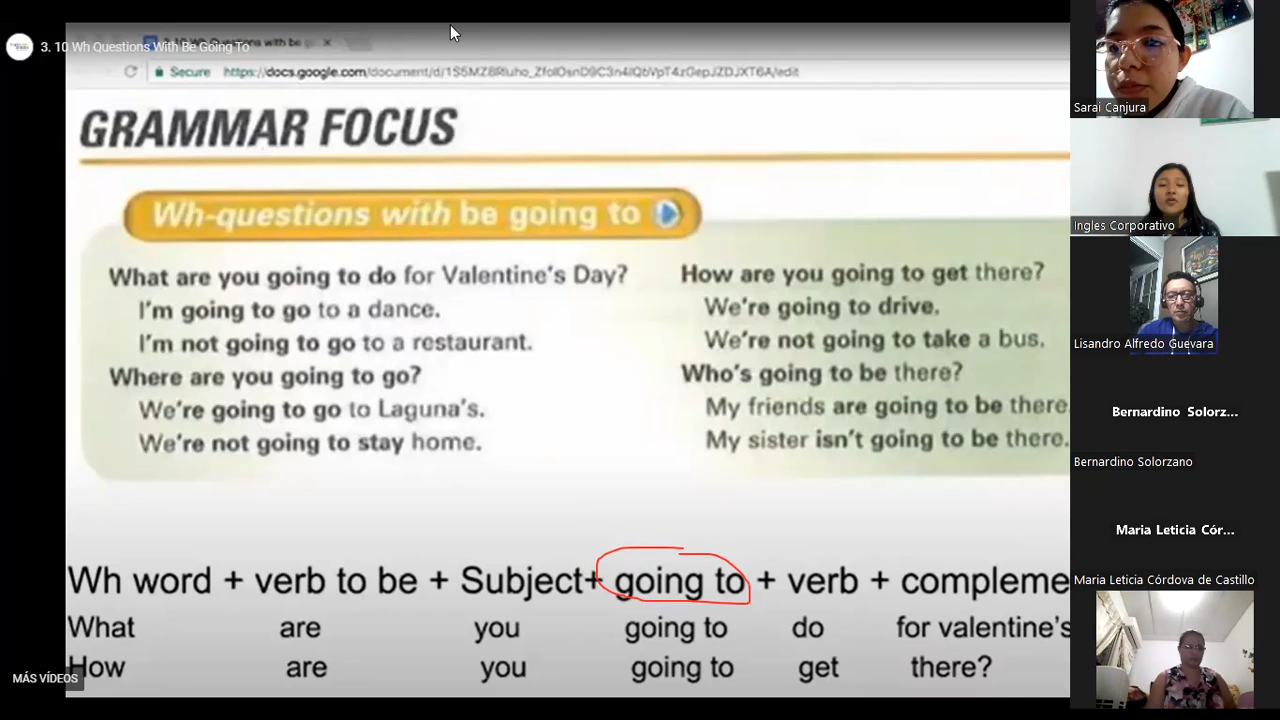 3. 10 Wh Questions With Be Going To
Secure
GRAMMAR FOCUS
Wh-questions with be going to
What are you going to do for Valentine's Day?
I'm going to go to a dance.
I'm not going to go to a restaurant.
Where are you going to go?
We're going to go to Laguna's.
We're not going to stay home.
How are you going to get there?
We're going to drive.
We're not going to take a bus.
Who's going to be there?
My friends are going to be there
My sister isn't going to be there.
Wh word + verb to be + Subject+ going to + verb + compleme
What are you going to do for valentine's
How are you going to get there?
MÁS VÍDEOS
Sarai Canjura
Ingles Corporativo
Lisandro Alfredo Guevara
Bernardino Solorz...
Bernardino Solorzano
Maria Leticia Cór...
Maria Leticia Córdova de Castillo